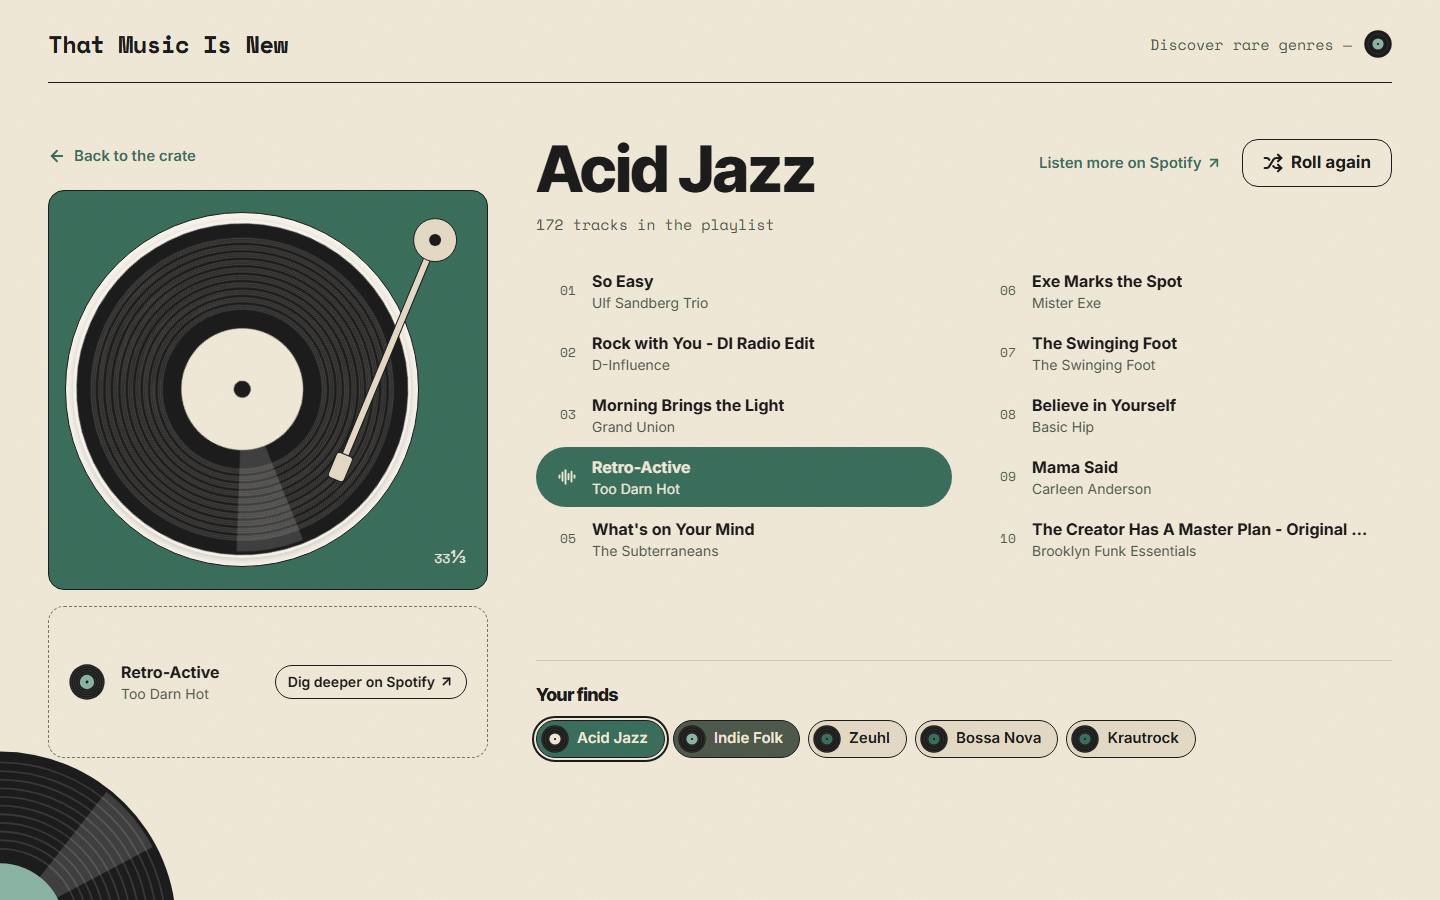 That Music Is New
Discover rare genres —
Back to the crate
33⅓
Retro-Active
Too Darn Hot
Dig deeper on Spotify
Acid Jazz
Listen more on Spotify
Roll again
172 tracks in the playlist
01
So Easy
Ulf Sandberg Trio
02
Rock with You - DI Radio Edit
D-Influence
03
Morning Brings the Light
Grand Union
Retro-Active
Too Darn Hot
05
What's on Your Mind
The Subterraneans
06
Exe Marks the Spot
Mister Exe
07
The Swinging Foot
The Swinging Foot
08
Believe in Yourself
Basic Hip
09
Mama Said
Carleen Anderson
10
The Creator Has A Master Plan - Original ...
Brooklyn Funk Essentials
Your finds
Acid Jazz
Indie Folk
Zeuhl
Bossa Nova
Krautrock